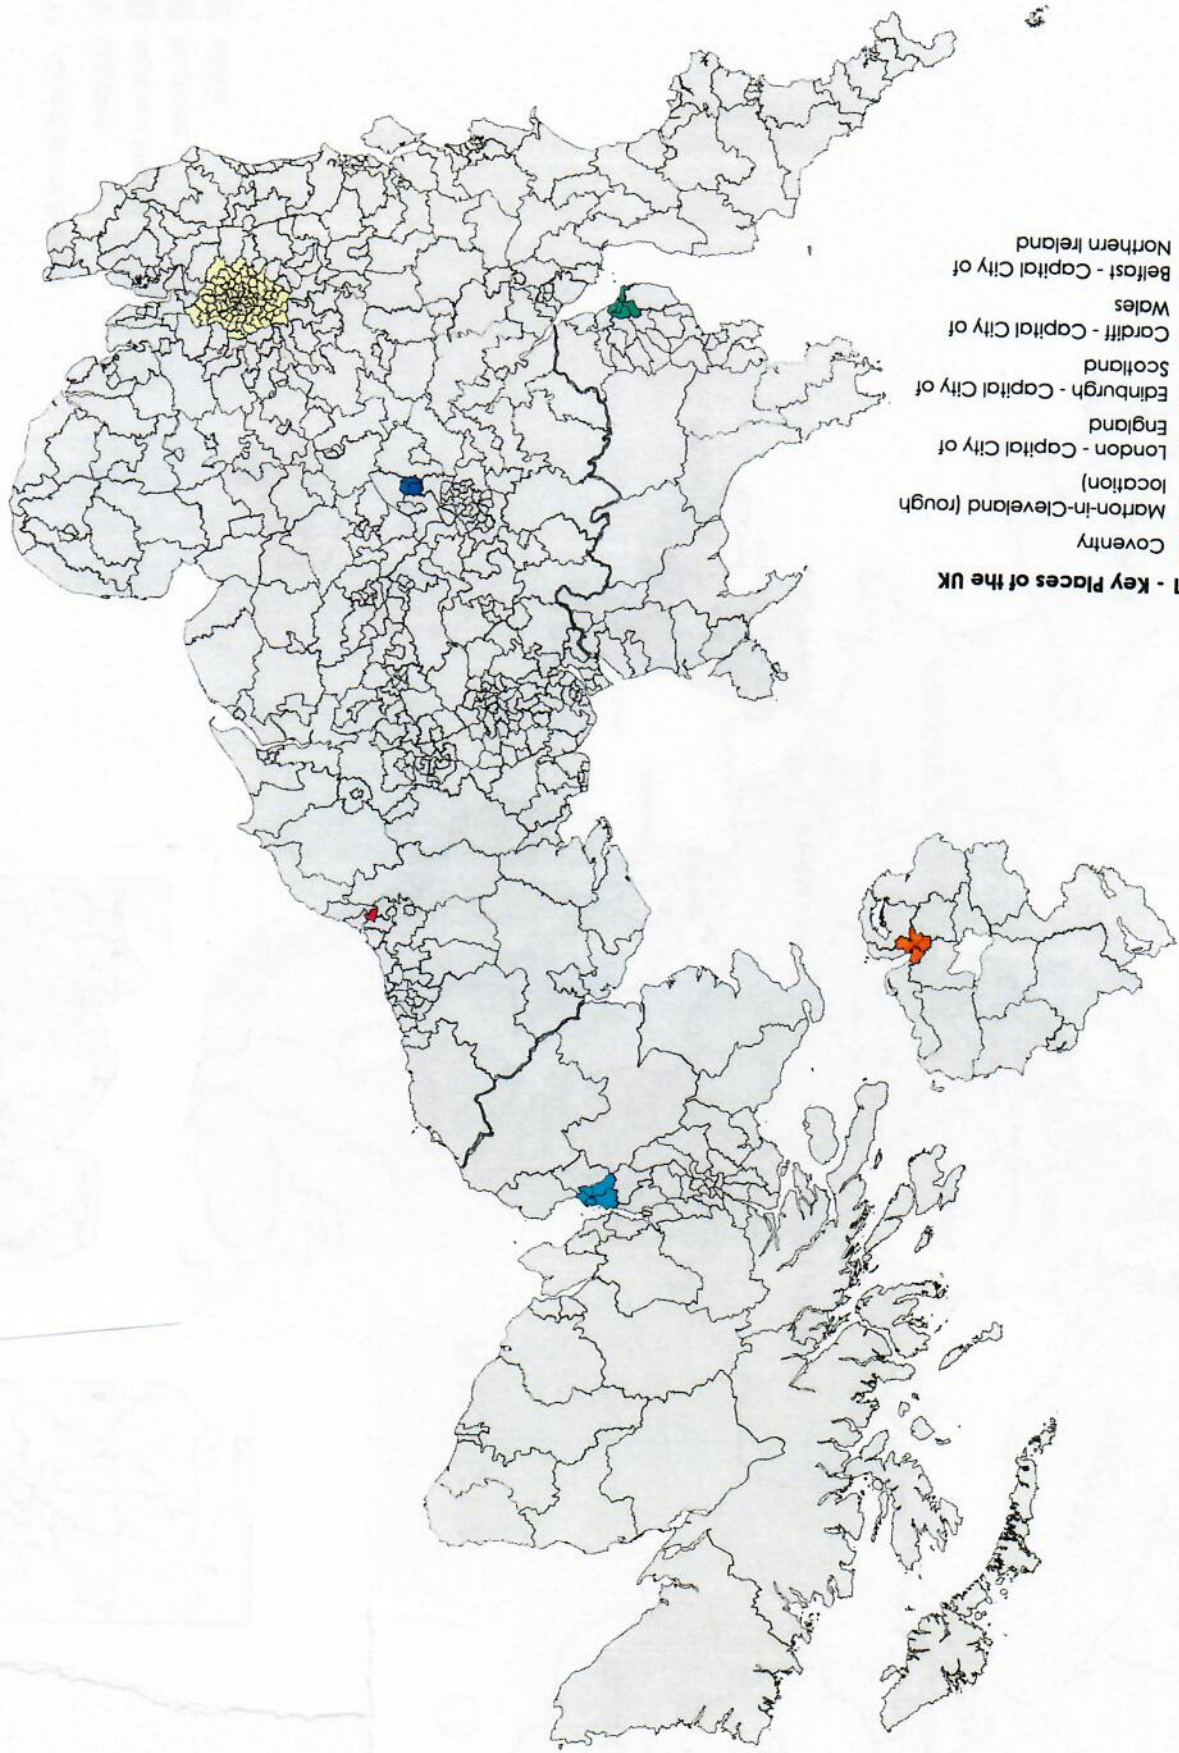 1 - Key Places of the UK
Coventry
Marton-in-Cleveland (rough
location)
London - Capital City of
England
Edinburgh - Capital City of
Scotland
Cardiff - Capital City of
Wales
Belfast - Capital City of
Northern Ireland